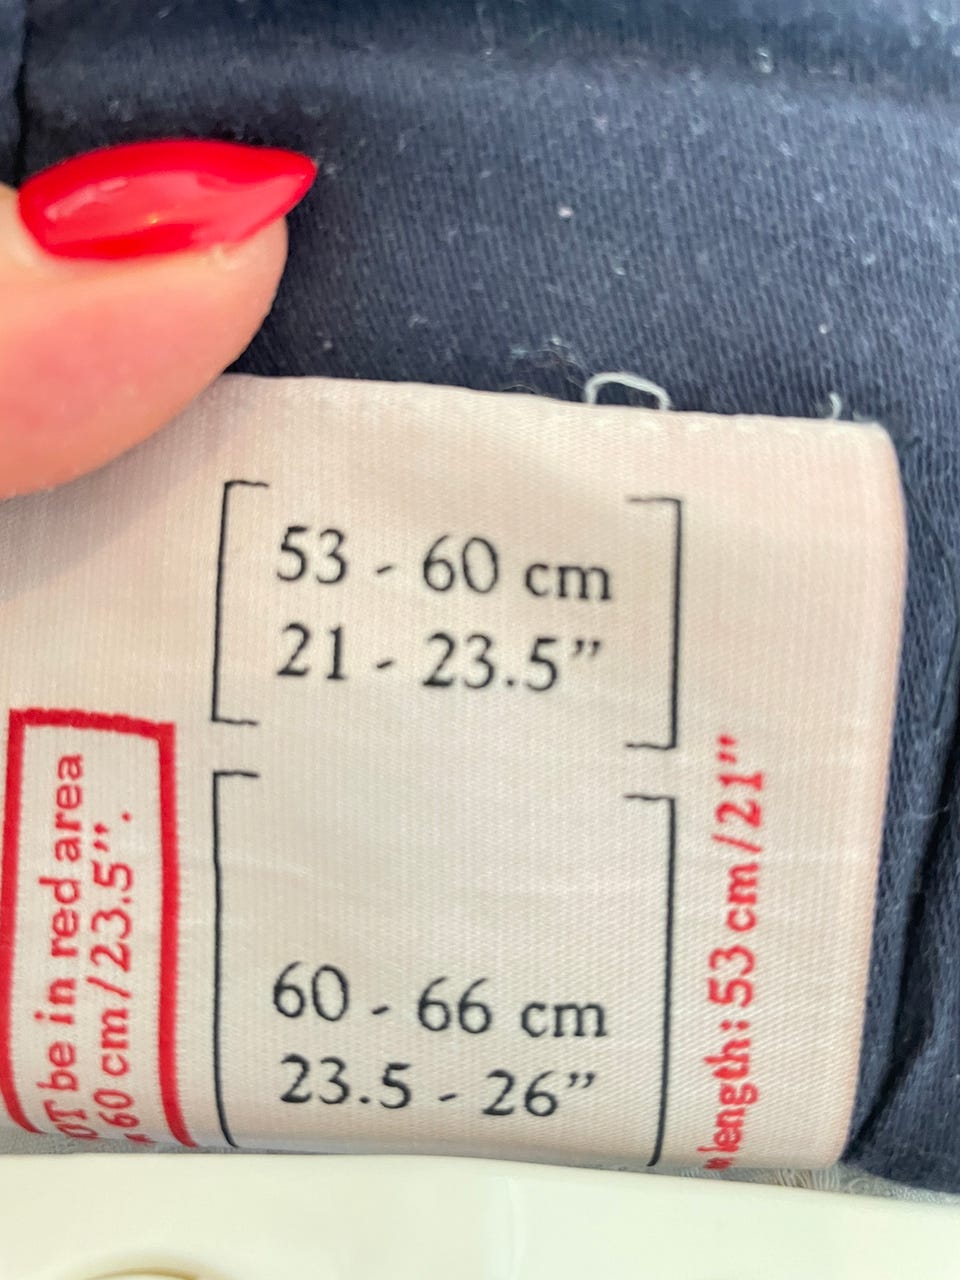 53 - 60 cm
21 - 23.5”
60 - 66 cm
23.5 - 26”
be in red area
60 cm/23.5”.
length: 53 cm/21”